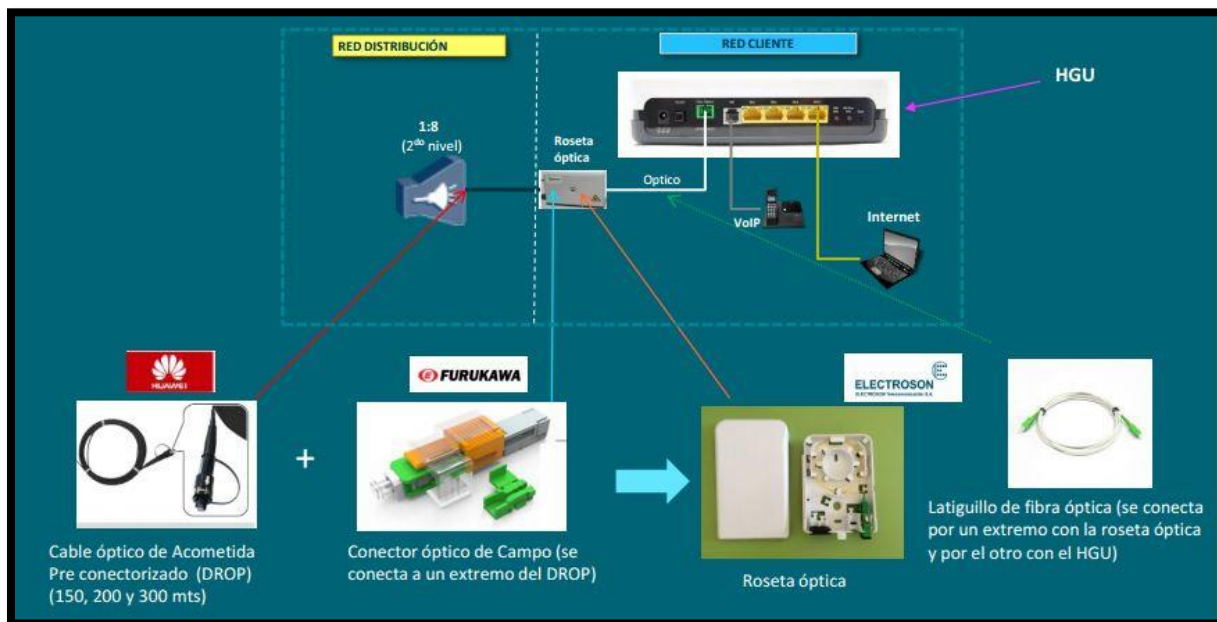 RED DISTRIBUCIÓN
RED CLIENTE
HGU
1:8
(2do nivel)
Roseta
óptica
Optico
VoIP
Internet
HUAWEI
FURUKAWA
ELECTROSON
ELECTROSON Telecomunicación S.A.
+
Cable óptico de Acometida
Pre conectorizado (DROP)
(150, 200 y 300 mts)
Conector óptico de Campo (se
conecta a un extremo del DROP)
Roseta óptica
Latiguillo de fibra óptica (se conecta
por un extremo con la roseta óptica
y por el otro con el HGU)